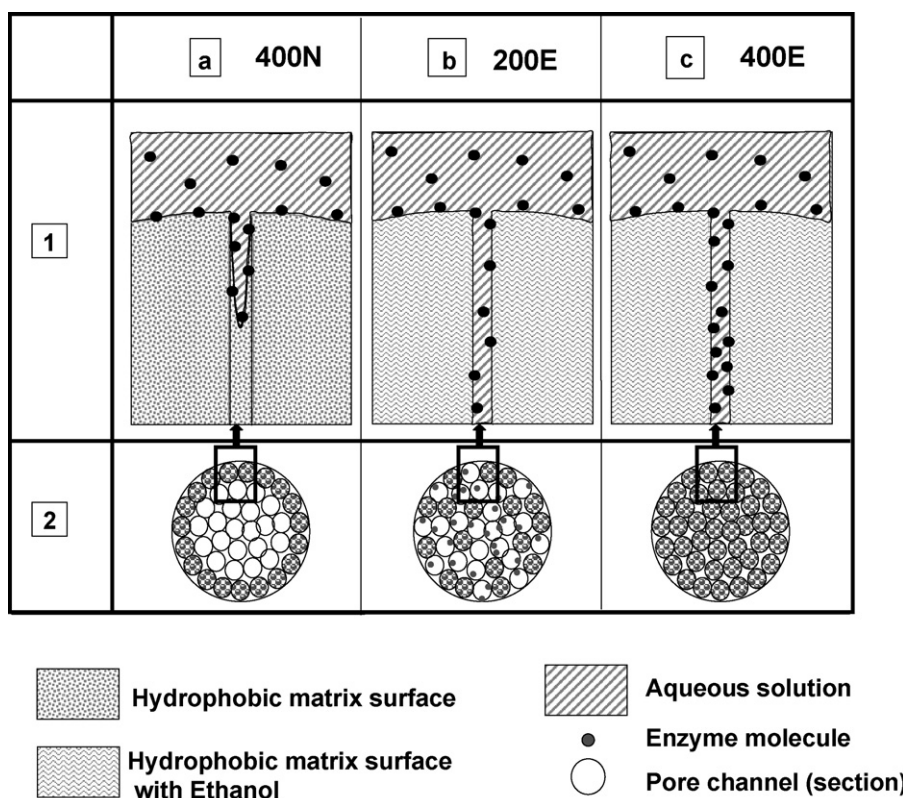 a 400N b 200E c 400E
1
2
Hydrophobic matrix surface
Hydrophobic matrix surface
with Ethanol
Aqueous solution
Enzyme molecule
Pore channel (section)